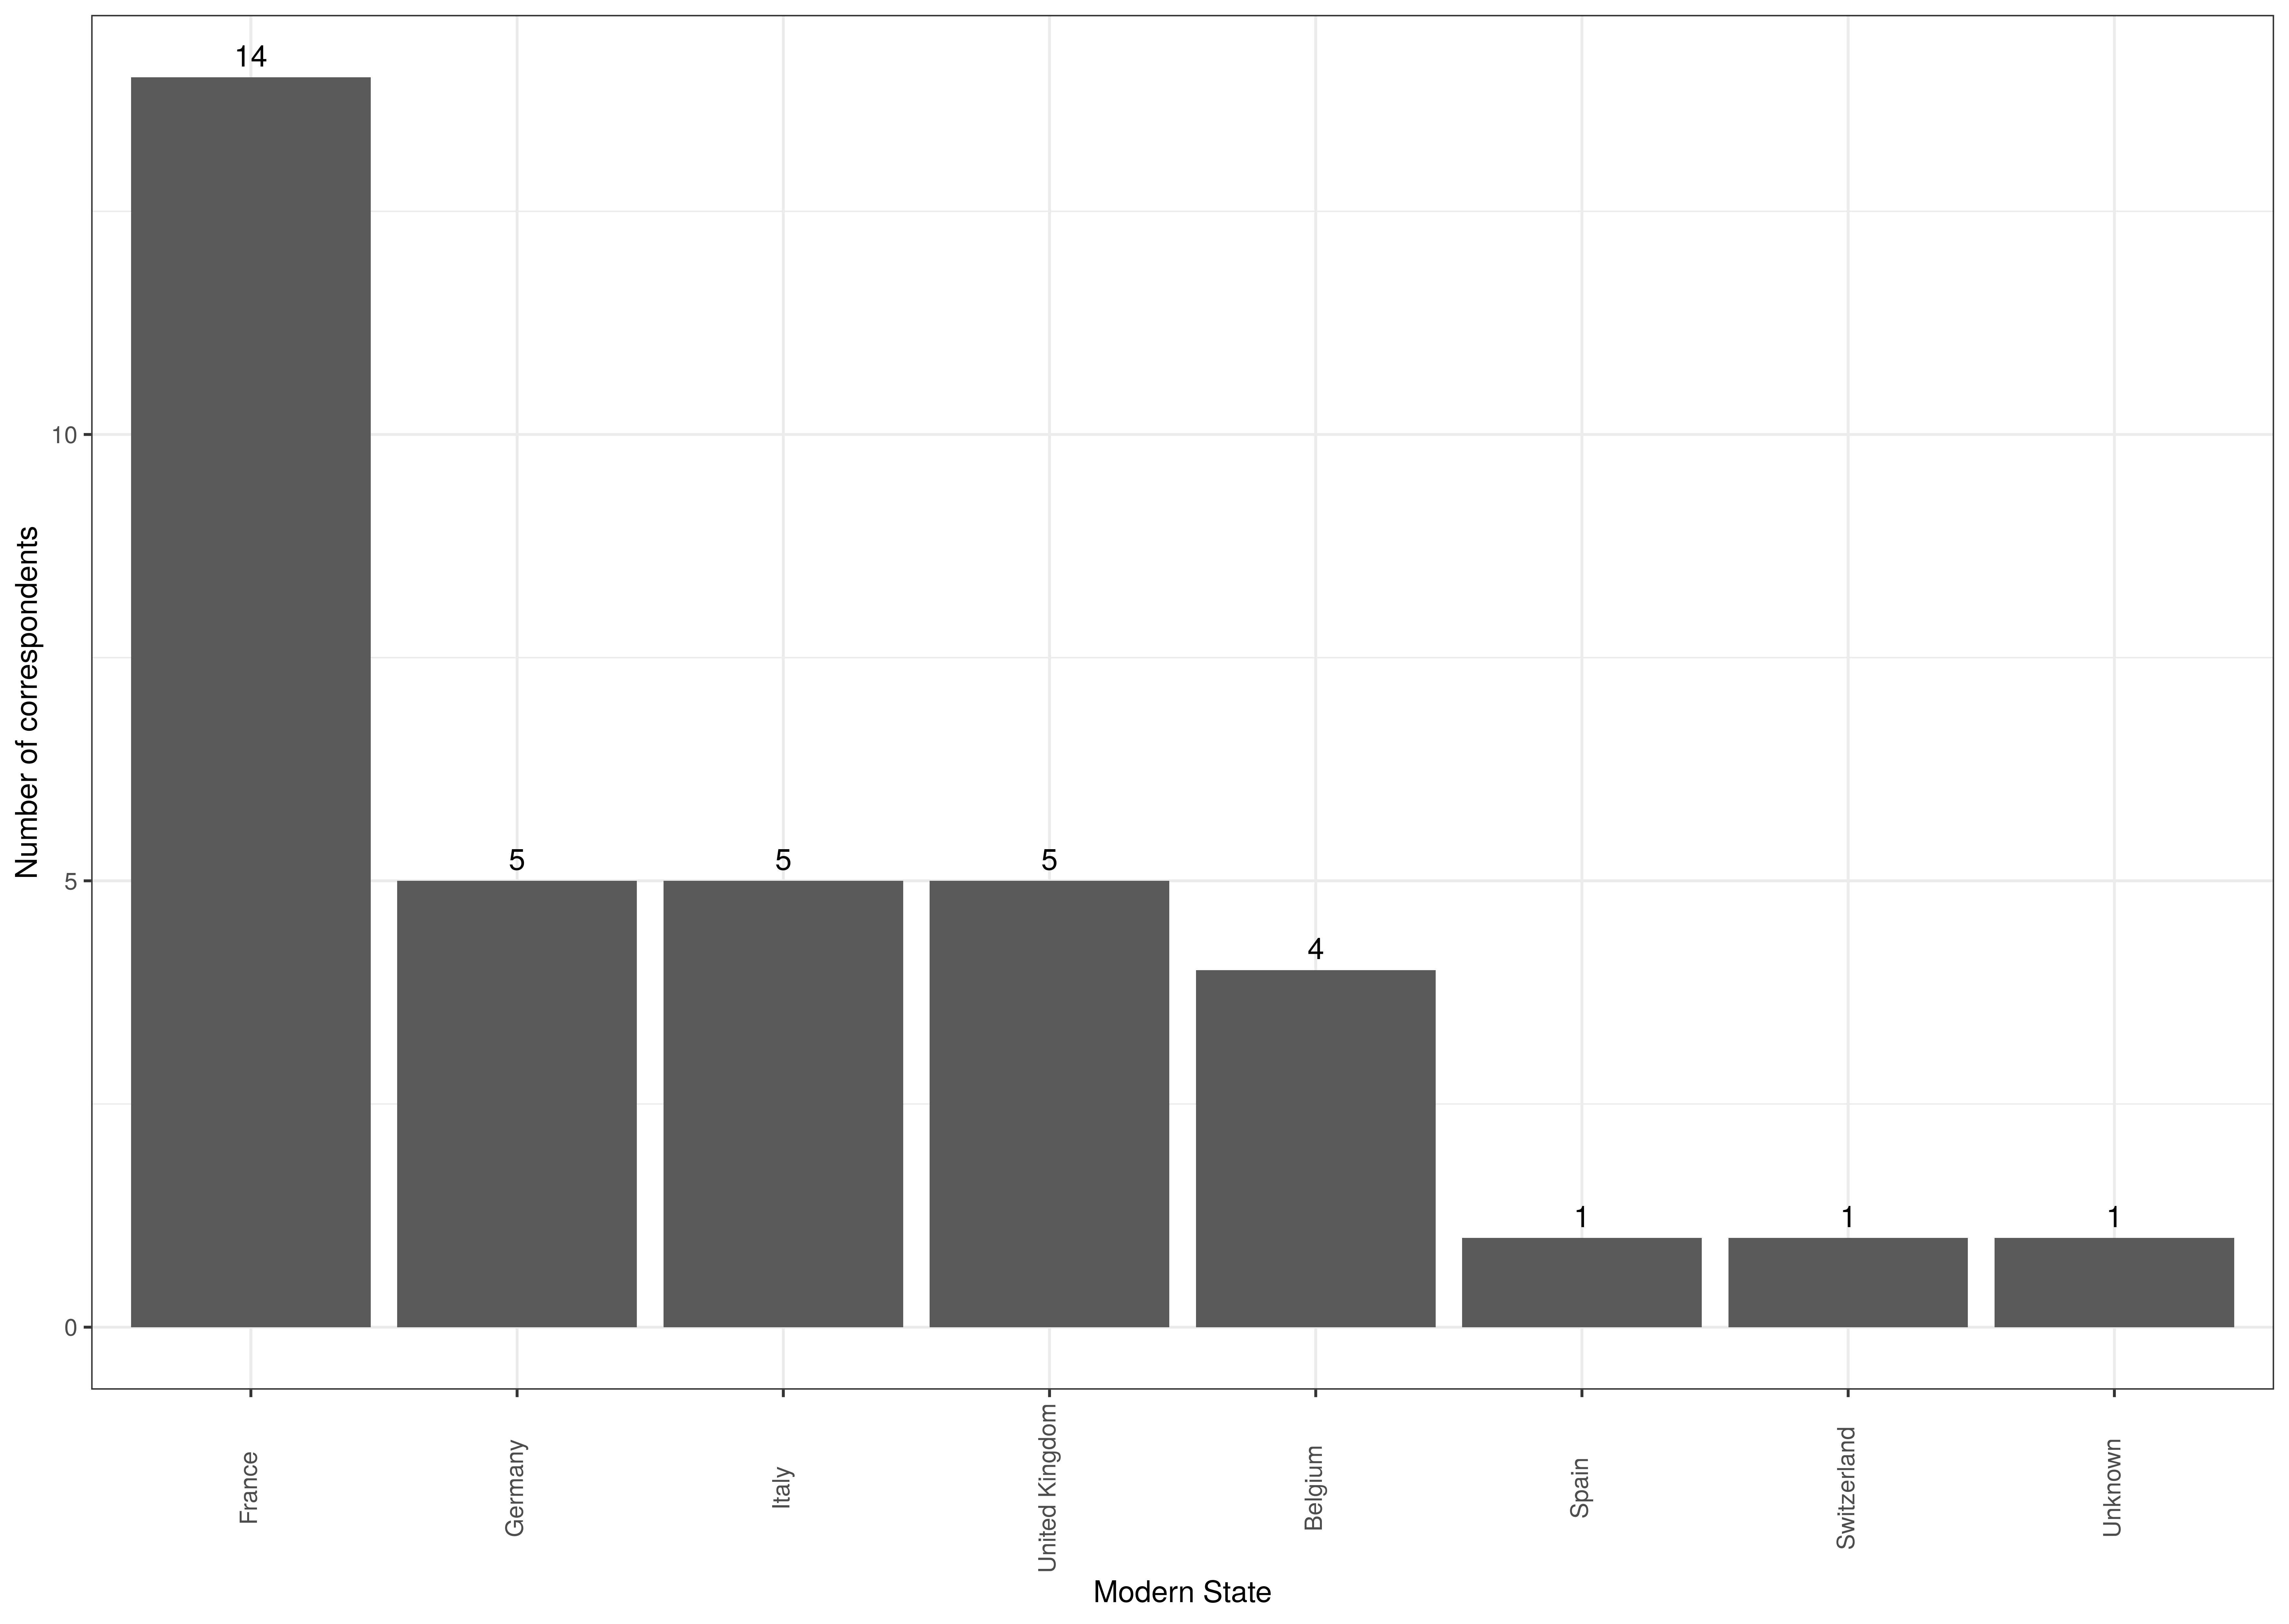 14
5
5
5
4
1
1
1
10
5
0
Number of correspondents
France
Germany
Italy
United Kingdom
Belgium
Spain
Switzerland
Unknown
Modern State